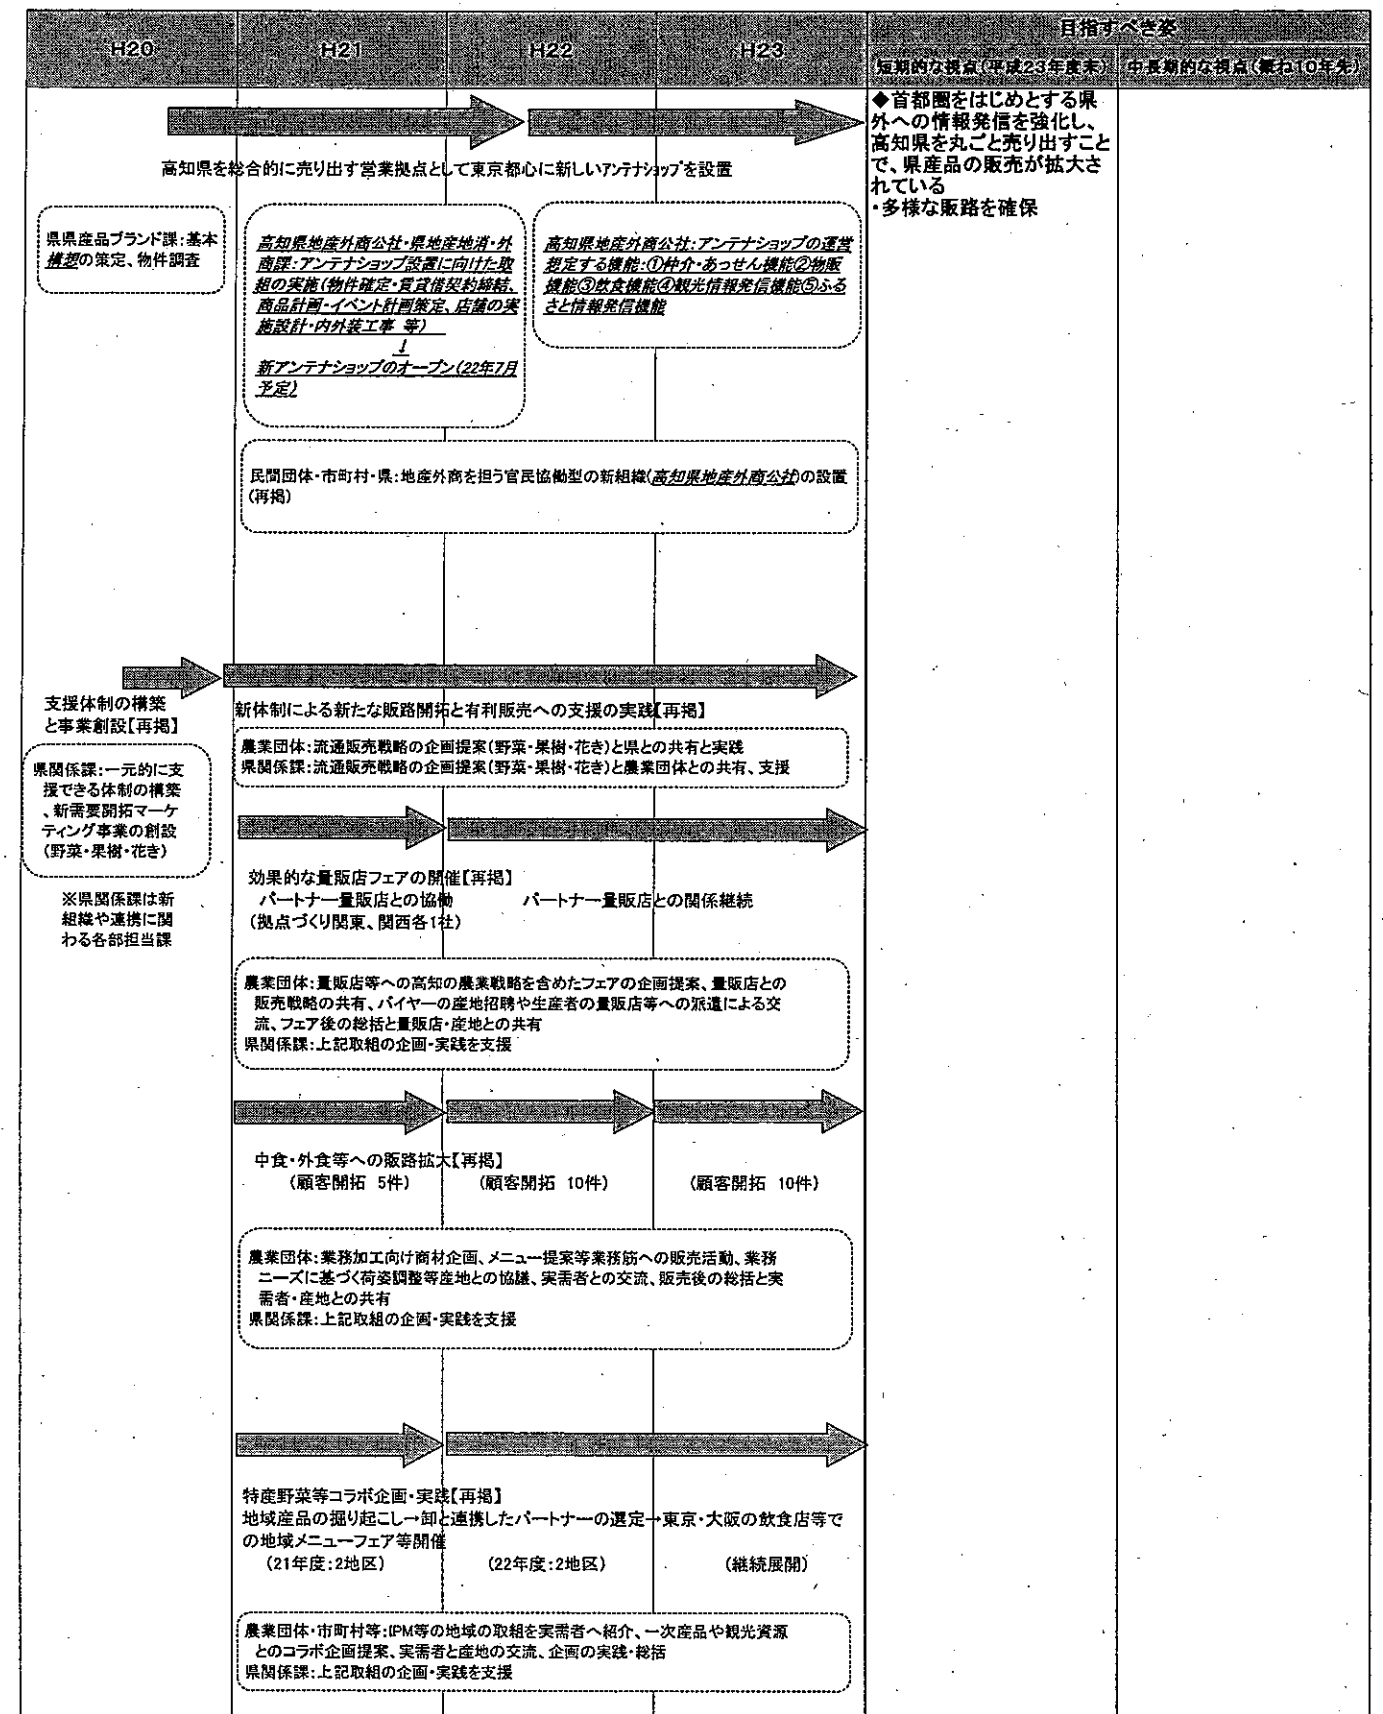 H20
H21
H22
H23
目指すべき姿
短期的な視点(平成23年度末)
中長期的な視点(概ね10年先)
◆首都圏をはじめとする県
外への情報発信を強化し、
高知県を丸ごと売り出すこと
で、県産品の販売が拡大さ
れている
・多様な販路を確保
高知県を総合的に売り出す営業拠点として東京都心に新しいアンテナショップを設置
県県産品ブランド課:基本
構想の策定、物件調査
高知県地産外商公社・県地産地消・外
商課:アンテナショップ設置に向けた取
組の実施(物件確定・賃貸借契約締結、
商品計画・イベント計画策定、店舗の実
施設計・内外装工事 等)
↓
新アンテナショップのオープン(22年7月
予定)
高知県地産外商公社:アンテナショップの運営
想定する機能:①仲介・あっせん機能②物販
機能③飲食機能④観光情報発信機能⑤ふる
さと情報発信機能
民間団体・市町村・県:地産外商を担う官民協働型の新組織(高知県地産外商公社)の設置
(再掲)
支援体制の構築
と事業創設【再掲】
県関係課:一元的に支
援できる体制の構築
、新需要開拓マーケ
ティング事業の創設
(野菜・果樹・花き)
※県関係課は新
組織や連携に関
わる各部担当課
新体制による新たな販路開拓と有利販売への支援の実践【再掲】
農業団体:流通販売戦略の企画提案(野菜・果樹・花き)と県との共有と実践
県関係課:流通販売戦略の企画提案(野菜・果樹・花き)と農業団体との共有、支援
効果的な量販店フェアの開催【再掲】
パートナー量販店との協働
パートナー量販店との関係継続
(拠点づくり関東、関西各1社)
農業団体:量販店等への高知の農業戦略を含めたフェアの企画提案、量販店との
販売戦略の共有、バイヤーの産地招聘や生産者の量販店等への派遣による交
流、フェア後の総括と量販店・産地との共有
県関係課:上記取組の企画・実践を支援
中食・外食等への販路拡大【再掲】
(顧客開拓 5件)
(顧客開拓 10件)
(顧客開拓 10件)
農業団体:業務加工向け商材企画、メニュー提案等業務筋への販売活動、業務
ニーズに基づく荷姿調整等産地との協議、実需者との交流、販売後の総括と実
需者・産地との共有
県関係課:上記取組の企画・実践を支援
特産野菜等コラボ企画・実践【再掲】
地域産品の掘り起こし→卸と連携したパートナーの選定→東京・大阪の飲食店等で
の地域メニューフェア等開催
(21年度:2地区)
(22年度:2地区)
(継続展開)
農業団体・市町村等:IPM等の地域の取組を実需者へ紹介、一次産品や観光資源
とのコラボ企画提案、実需者と産地の交流、企画の実践・総括
県関係課:上記取組の企画・実践を支援